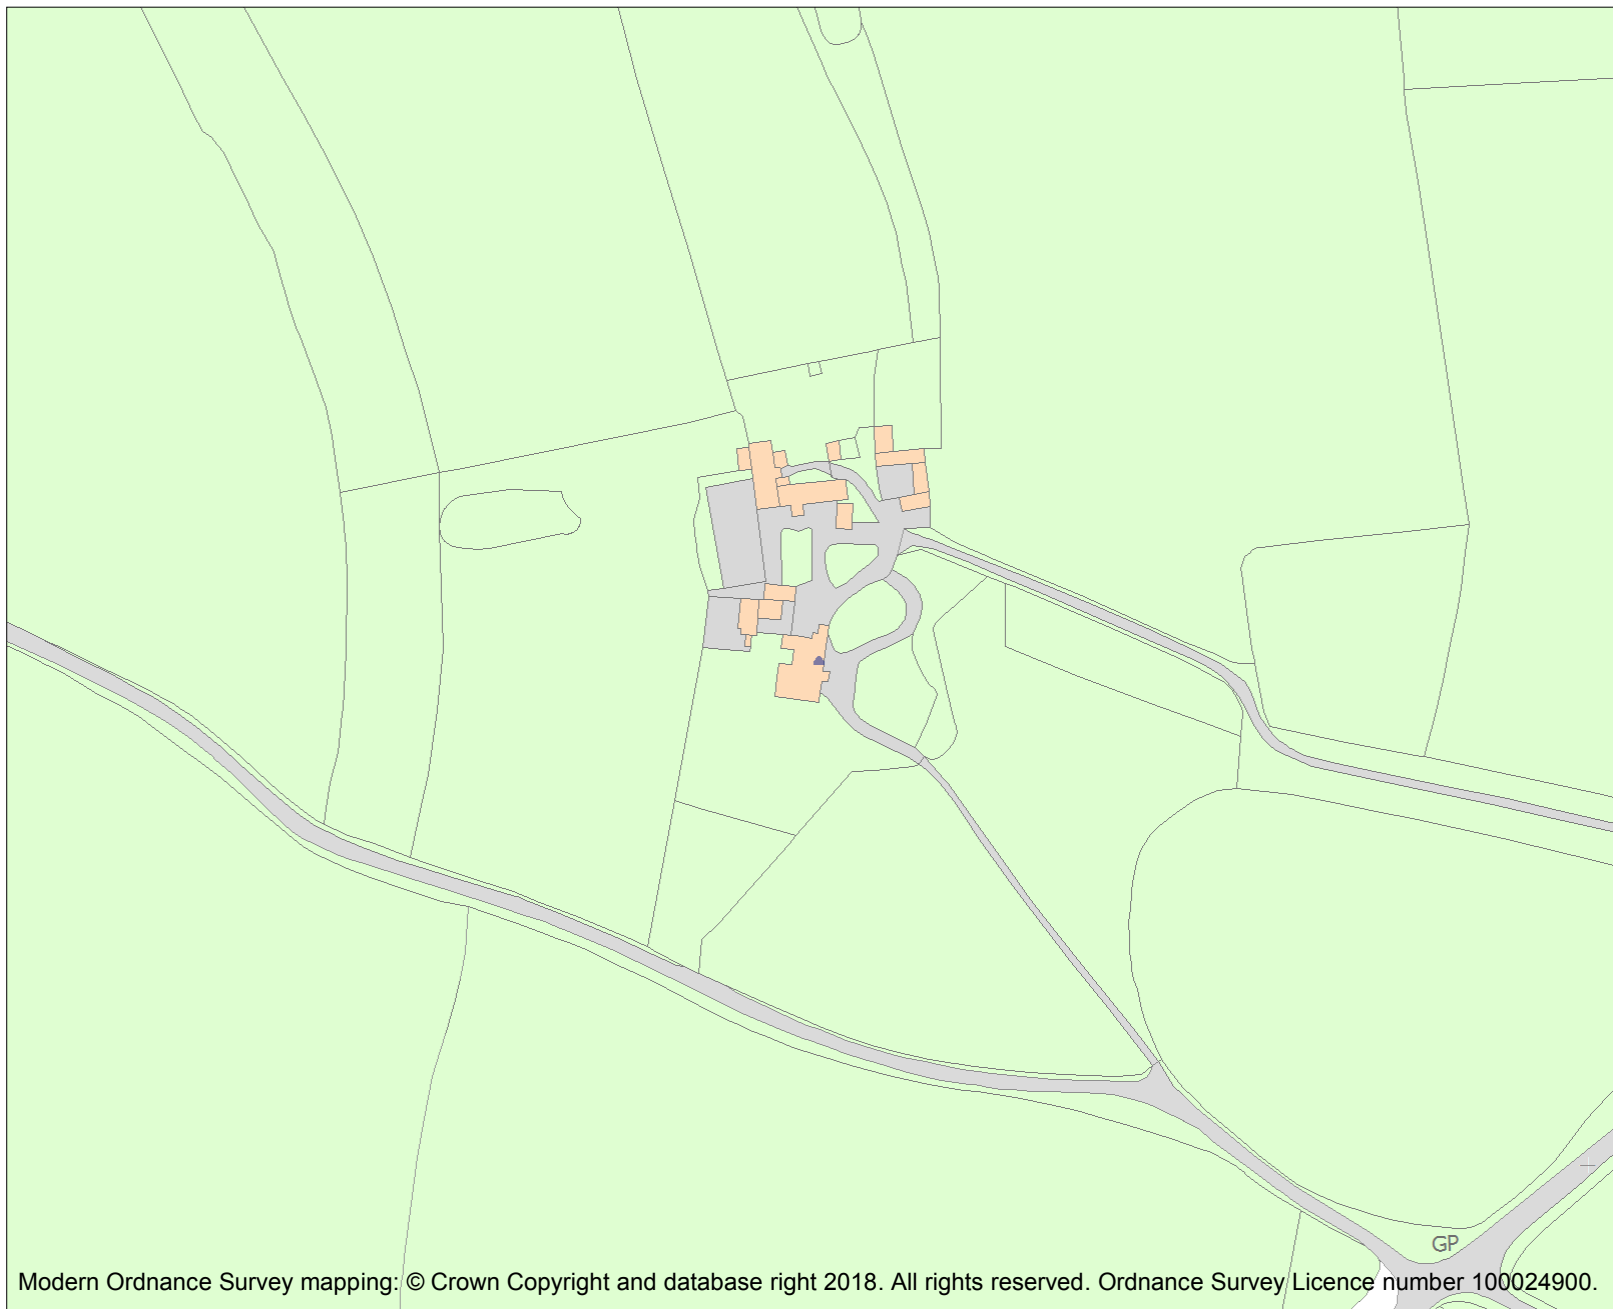 GP
Modern Ordnance Survey mapping: © Crown Copyright and database right 2018. All rights reserved. Ordnance Survey Licence number 100024900.